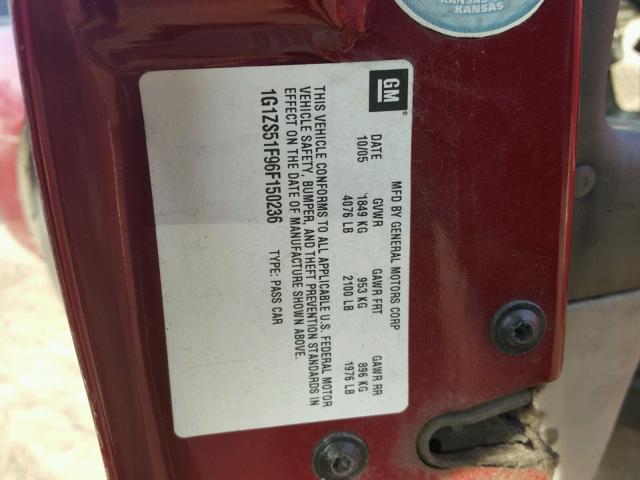 KANSAS KANSAS
KANSAS
GM
MFD BY GENERAL MOTORS CORP
DATE GVWR GAWR FRT GAWR RR
10/05 1849 KG 953 KG 896 KG
4076 LB 2100 LB 1976 LB
THIS VEHICLE CONFORMS TO ALL APPLICABLE U.S. FEDERAL MOTOR
VEHICLE SAFETY, BUMPER, AND THEFT PREVENTION STANDARDS IN
EFFECT ON THE DATE OF MANUFACTURE SHOWN ABOVE.
1G1ZS51F96F150236 TYPE: PASS CAR